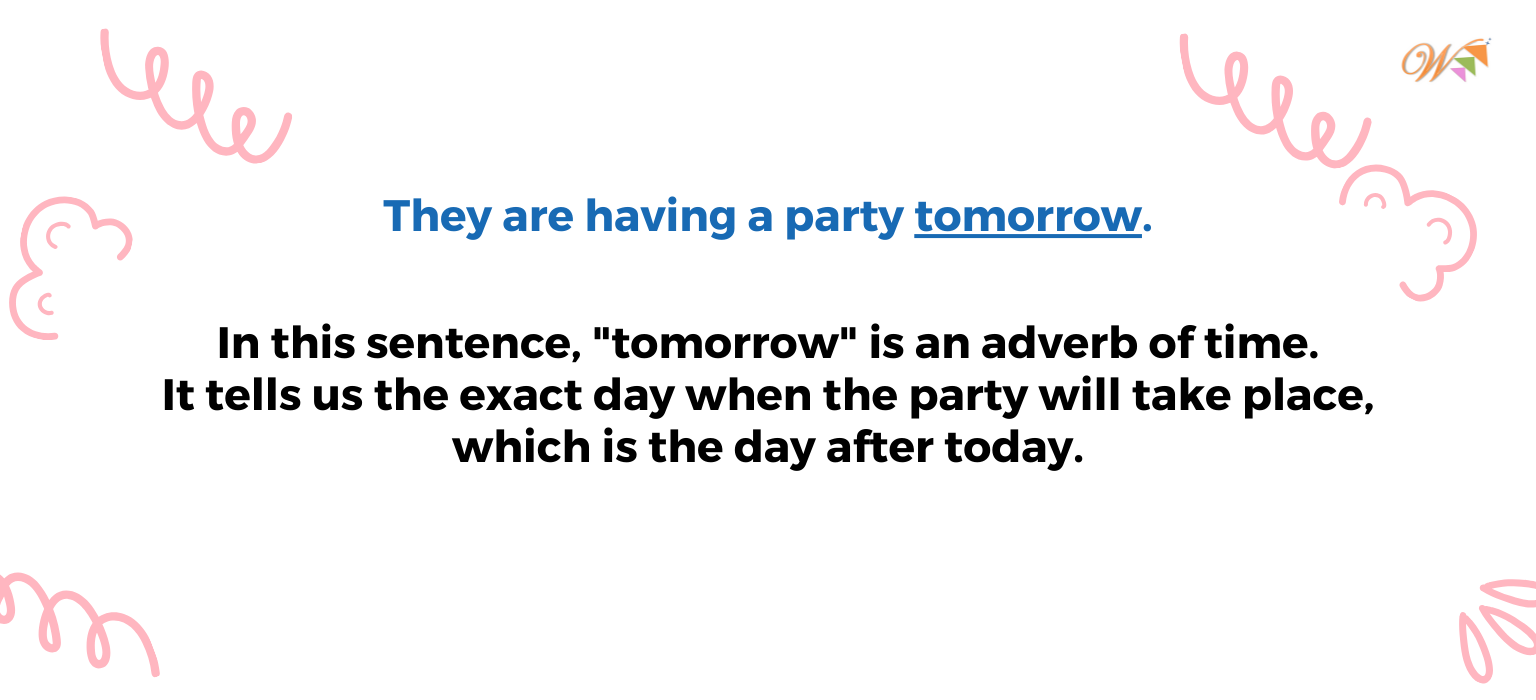 They are having a party tomorrow.
In this sentence, "tomorrow" is an adverb of time.
It tells us the exact day when the party will take place,
which is the day after today.